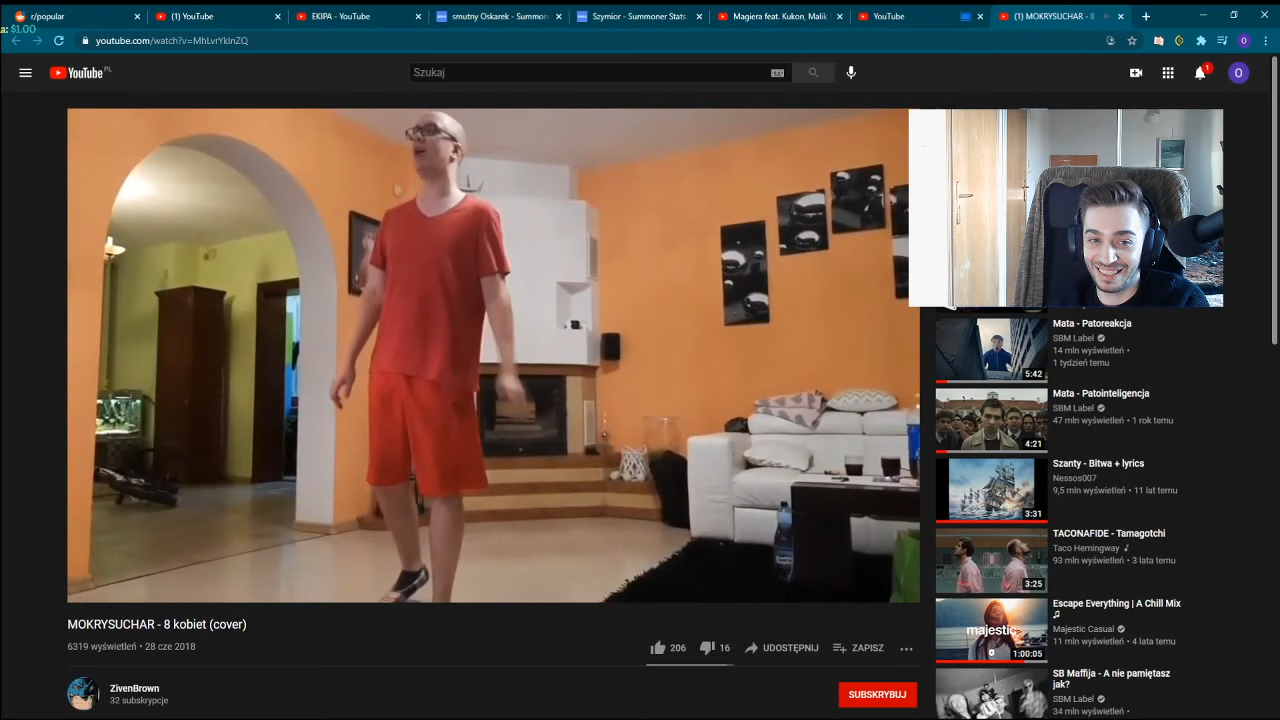 r/popular
(1) YouTube
EKIPA - YouTube
smutny Oskarek - Summon
Szymior - Summoner Stats
Magiera feat. Kukon, Malik
YouTube
(1) MOKRYSUCHAR - 8
a: $1.00
youtube.com/watch?v=MhLvrYkInZQ
YouTube PL
Szukaj
1
O
Mata - Patoreakcja
SBM Label
14 mln wyświetleń •
1 tydzień temu
5:42
Mata - Patointeligencja
SBM Label
47 mln wyświetleń • 1 rok temu
4:21
Szanty - Bitwa + lyrics
Nessos007
9,5 mln wyświetleń • 11 lat temu
3:31
TACONAFIDE - Tamagotchi
Taco Hemingway
93 mln wyświetleń • 3 lata temu
3:25
Escape Everything | A Chill Mix
Majestic Casual
11 mln wyświetleń • 4 lata temu
majestic
1:00:05
SB Maffija - A nie pamiętasz
jak?
SBM Label
34 mln wyświetleń •
MOKRYSUCHAR - 8 kobiet (cover)
6319 wyświetleń • 28 cze 2018
206
16
UDOSTĘPNIJ
ZAPISZ
ZivenBrown
32 subskrypcje
SUBSKRYBUJ